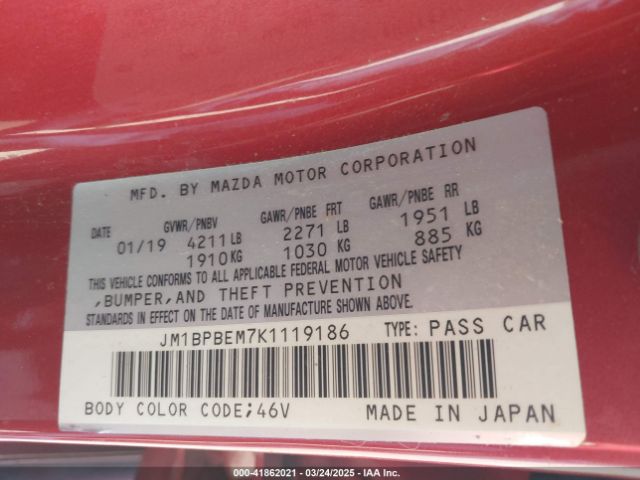 MFD. BY MAZDA MOTOR CORPORATION
DATE GVWR/PNBV GAWR/PNBE FRT GAWR/PNBE RR
01/19 4211 LB 2271 LB 1951 LB
1910 KG 1030 KG 885 KG
THIS VEHICLE CONFORMS TO ALL APPLICABLE FEDERAL MOTOR VEHICLE SAFETY
,BUMPER,AND THEFT PREVENTION
STANDARDS IN EFFECT ON THE DATE OF MANUFACTURE SHOWN ABOVE.
JM1BPBEM7K1119186 TYPE: PASS CAR
BODY COLOR CODE;46V MADE IN JAPAN
000-41862021 - 03/24/2025 - IAA Inc.